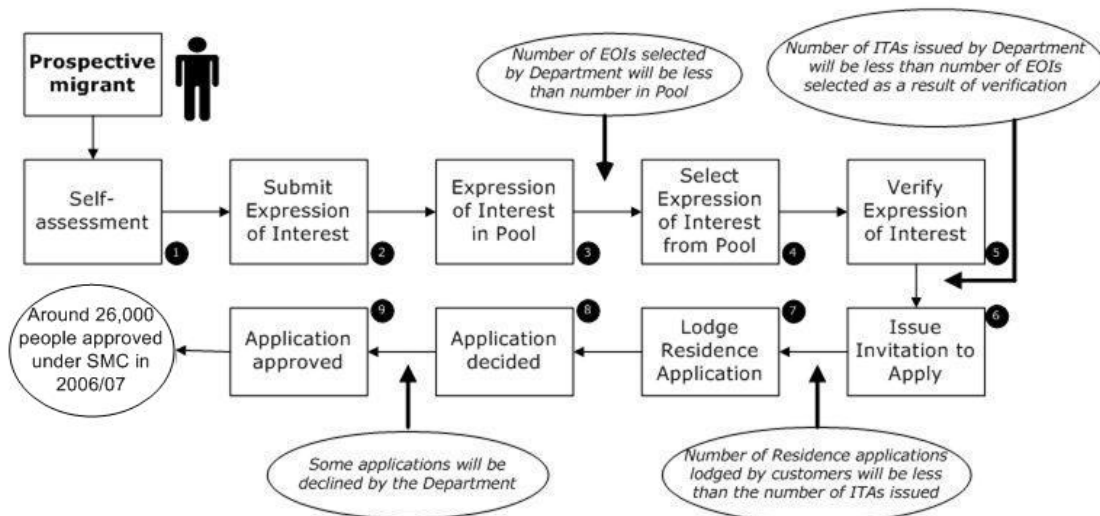 Prospective
migrant
Number of EOIs selected
by Department will be less
than number in Pool
Number of ITAs issued by Department
will be less than number of EOIs
selected as a result of verification
Self-
assessment
1
Submit
Expression
of Interest
2
Expression
of Interest
in Pool
3
Select
Expression
of Interest
from Pool
4
Verify
Expression
of Interest
5
Issue
Invitation to
Apply
6
Lodge
Residence
Application
7
Application
decided
8
Application
approved
9
Around 26,000
people approved
under SMC in
2006/07
Some applications will be
declined by the Department
Number of Residence applications
lodged by customers will be less
than the number of ITAs issued